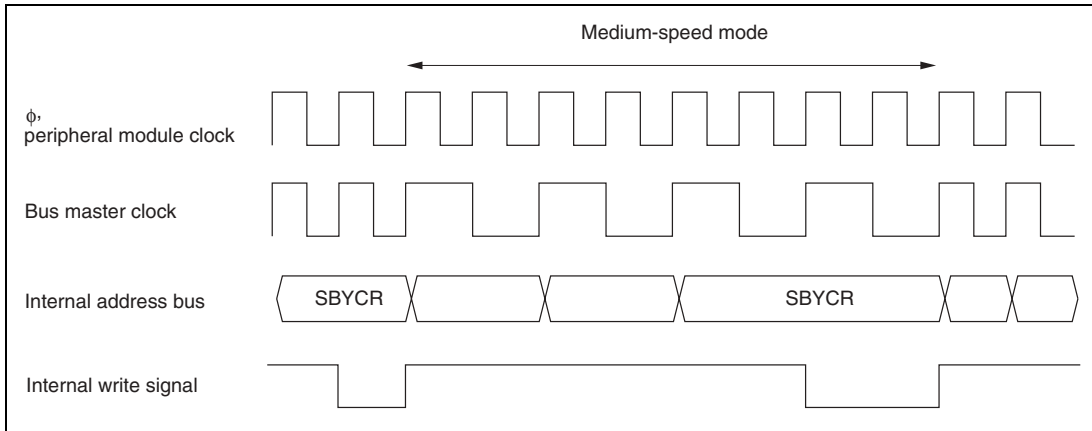 Medium-speed mode
ϕ,
peripheral module clock
Bus master clock
Internal address bus
SBYCR
SBYCR
Internal write signal